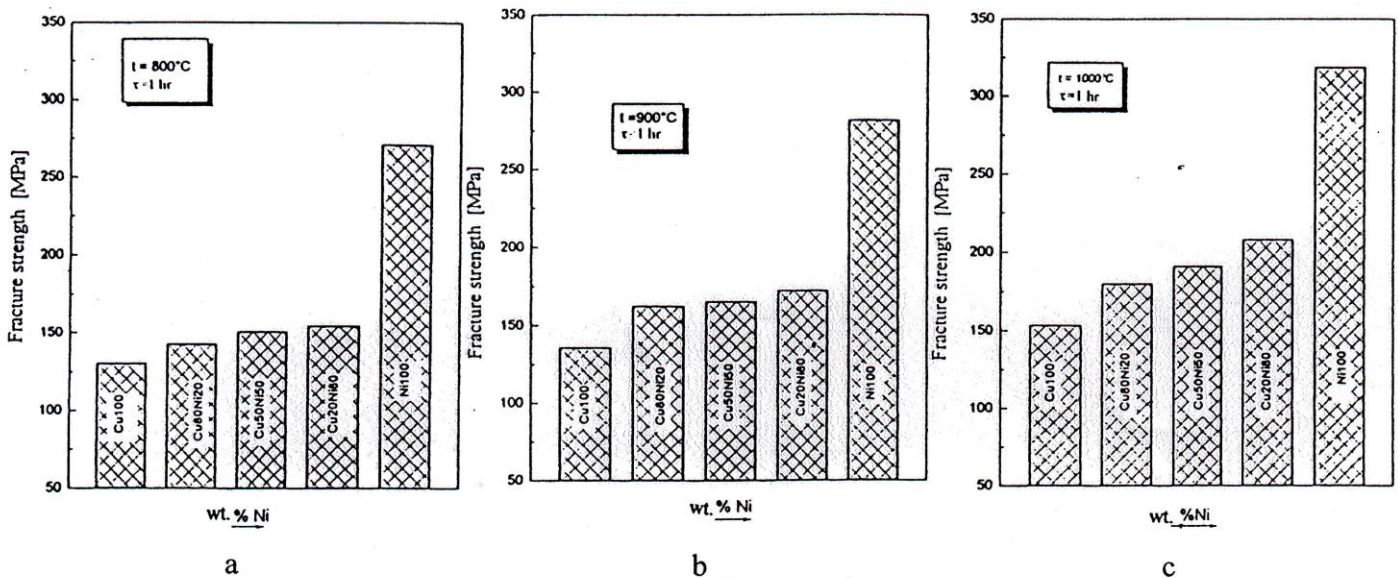 350
300
250
200
150
100
50
Fracture strength [MPa]
t = 800°C
τ=1 hr
Cu100
Cu80Ni20
Cu50Ni50
Cu20Ni80
Ni100
wt. % Ni
a
350
300
250
200
150
100
50
Fracture strength [MPa]
t =900°C
τ=1 hr
Cu100
Cu80Ni20
Cu50Ni50
Cu20Ni80
Ni100
wt. % Ni
b
350
300
250
200
150
100
50
Fracture strength [MPa]
t = 1000°C
τ=1 hr
Cu100
Cu80Ni20
Cu50Ni50
Cu20Ni80
Ni100
wt. %Ni
c